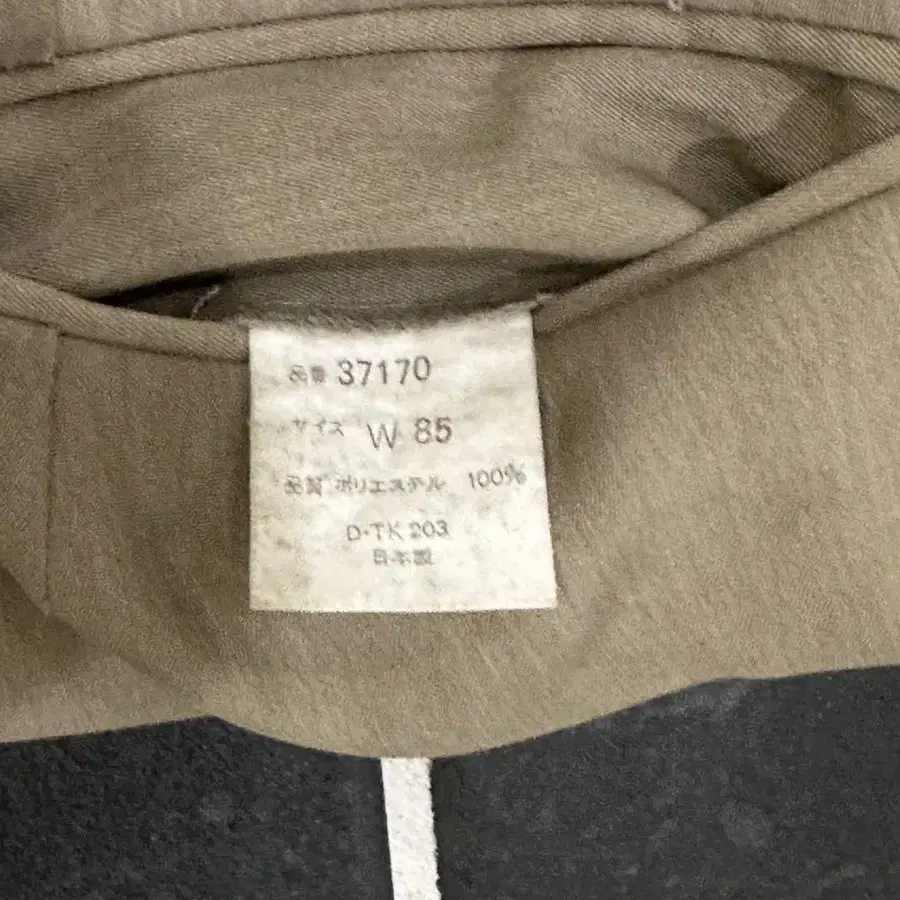 品番 37170
サイズ W 85
品質 ポリエステル 100%
D・TK 203
日本製